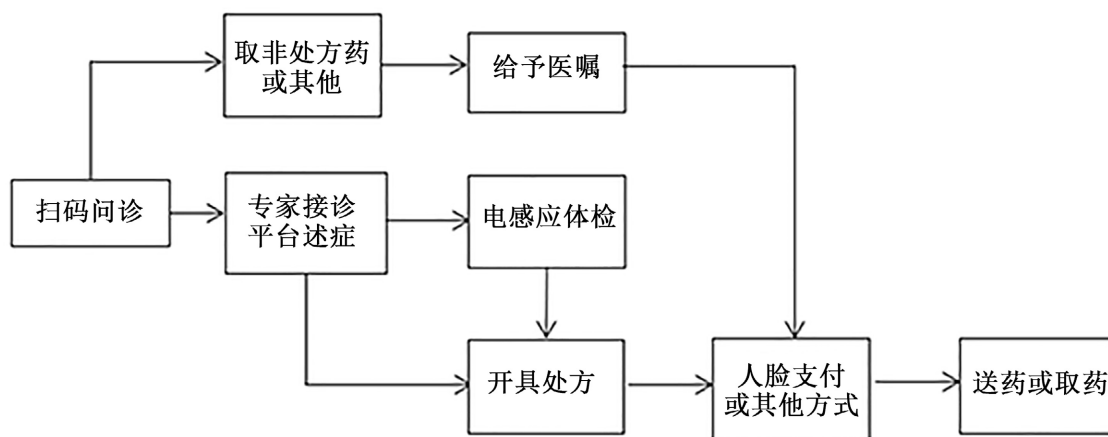 取非处方药
或其他
给予医嘱
扫码问诊
专家接诊
平台述症
电感应体检
开具处方
人脸支付
或其他方式
送药或取药